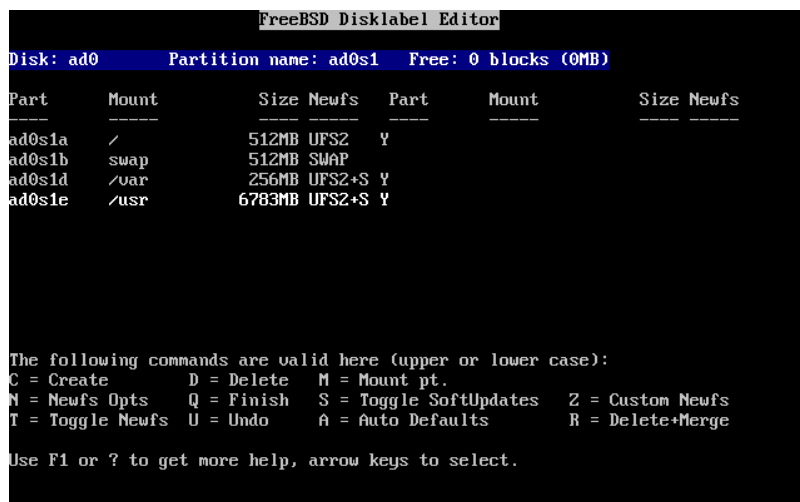 FreeBSD Disklabel Editor
Disk: ad0 Partition name: ad0s1 Free: 0 blocks (0MB)
Part Mount Size Newfs Part Mount Size Newfs
---- ----- ---- ----- ---- ----- ---- -----
ad0s1a / 512MB UFS2 Y
ad0s1b swap 512MB SWAP
ad0s1d /var 256MB UFS2+S Y
ad0s1e /usr 6783MB UFS2+S Y
The following commands are valid here (upper or lower case):
C = Create D = Delete M = Mount pt.
N = Newfs Opts Q = Finish S = Toggle SoftUpdates Z = Custom Newfs
T = Toggle Newfs U = Undo A = Auto Defaults R = Delete+Merge
Use F1 or ? to get more help, arrow keys to select.